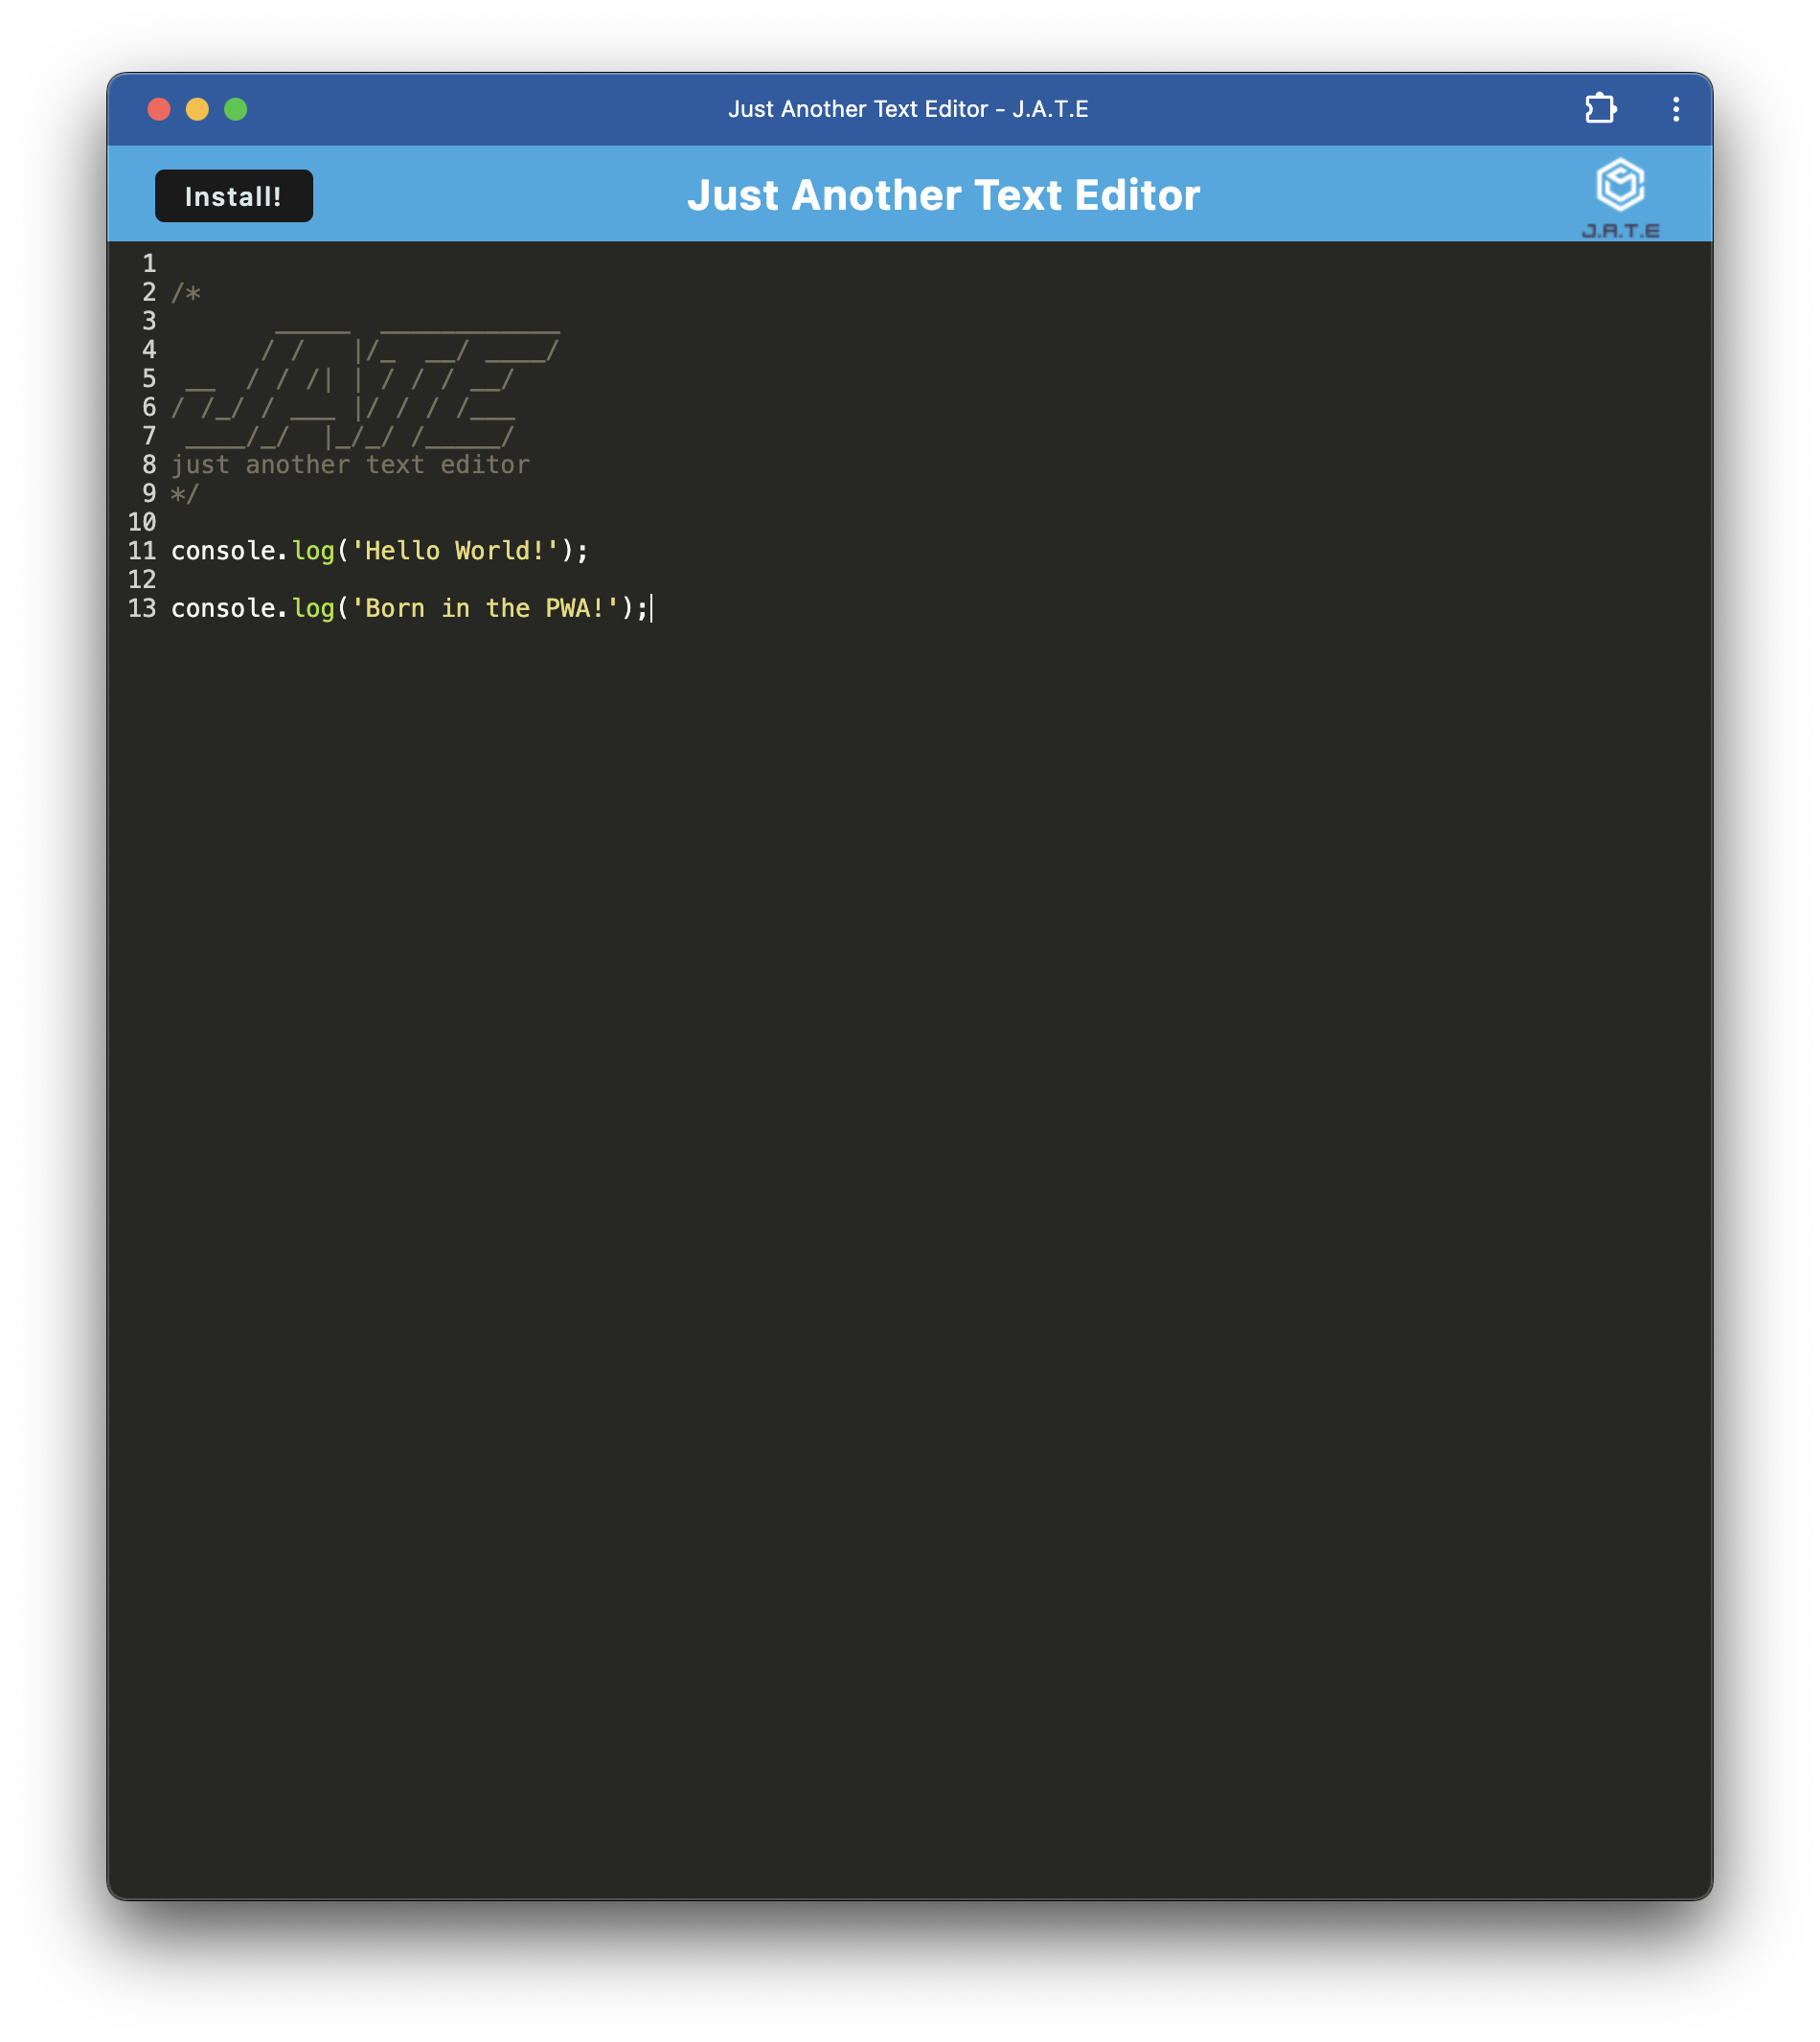 Just Another Text Editor - J.A.T.E
Install!
Just Another Text Editor
J.A.T.E
1
2 /*
3        _____  ____________
4       / /   |/_  __/ ____/
5  __  / / /| | / / / __/
6 / /_/ / ___ |/ / / /___
7  ____/_/  |_/_/ /_____/
8 just another text editor
9 */
10
11 console.log('Hello World!');
12
13 console.log('Born in the PWA!');